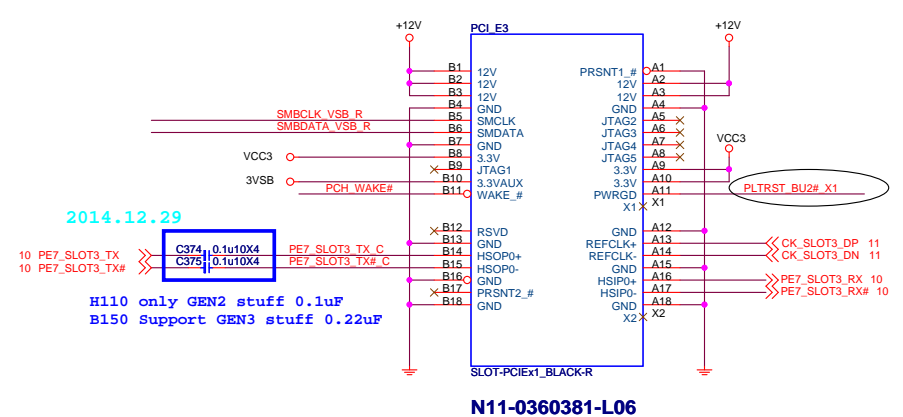 +12V
+12V
PCI_E3
B1 12V PRSNT1_# A1
B2 12V 12V A2
B3 12V 12V A3
B4 GND GND A4
SMBCLK_VSB_R B5 SMCLK JTAG2 A5
SMBDATA_VSB_R B6 SMDATA JTAG3 A6
B7 GND JTAG4 A7
VCC3
VCC3 B8 3.3V JTAG5 A8
B9 JTAG1 3.3V A9
3VSB B10 3.3VAUX 3.3V A10
PCH_WAKE# B11 WAKE_# PWRGD A11 PLTRST_BU2#_X1
X1 X1
2014.12.29
B12 RSVD GND A12
B13 GND REFCLK+ A13 CK_SLOT3_DP 11
10 PE7_SLOT3_TX C374 0.1u10X4 PE7_SLOT3_TX_C B14 HSOP0+ REFCLK- A14 CK_SLOT3_DN 11
10 PE7_SLOT3_TX# C375 0.1u10X4 PE7_SLOT3_TX#_C B15 HSOP0- GND A15
B16 GND HSIP0+ A16 PE7_SLOT3_RX 10
B17 PRSNT2_# HSIP0- A17 PE7_SLOT3_RX# 10
B18 GND GND A18
X2 X2
H110 only GEN2 stuff 0.1uF
B150 Support GEN3 stuff 0.22uF
SLOT-PCIEx1_BLACK-R
N11-0360381-L06